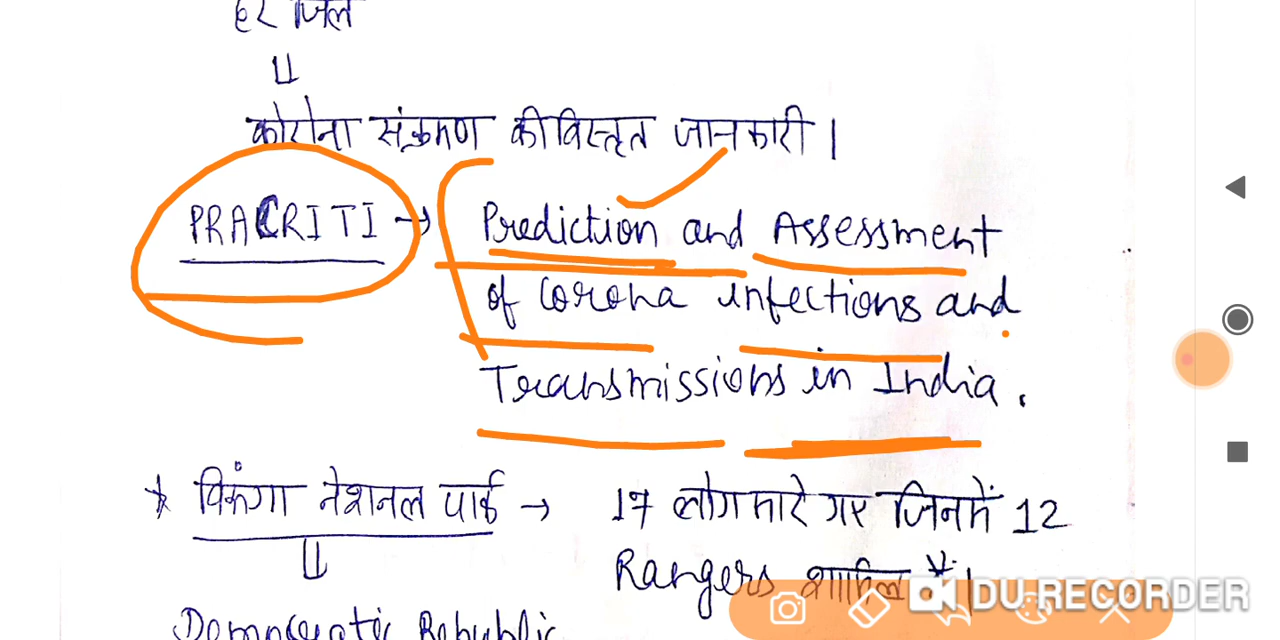 हर जिले
कोरोना संक्रमण की विस्तृत जानकारी।
PRACRITI → Prediction and Assessment
of Corona infections and
Transmissions in India.
* विरुंगा नेशनल पार्क → 17 लोग मारे गए जिनमें 12
Rangers शामिल हैं।
DU RECORDER
Democratic Republic